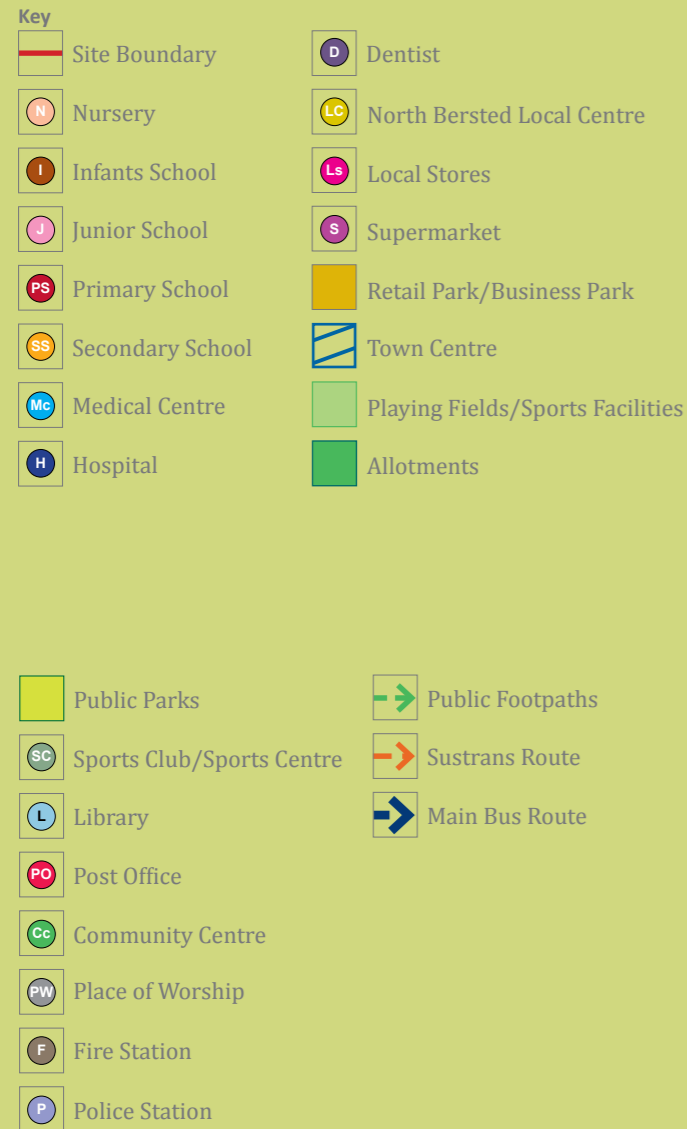 Key
Site Boundary
N Nursery
I Infants School
J Junior School
PS Primary School
SS Secondary School
Mc Medical Centre
H Hospital
D Dentist
LC North Bersted Local Centre
Ls Local Stores
S Supermarket
Retail Park/Business Park
Town Centre
Playing Fields/Sports Facilities
Allotments
Public Parks
SC Sports Club/Sports Centre
L Library
PO Post Office
Cc Community Centre
PW Place of Worship
F Fire Station
P Police Station
Public Footpaths
Sustrans Route
Main Bus Route